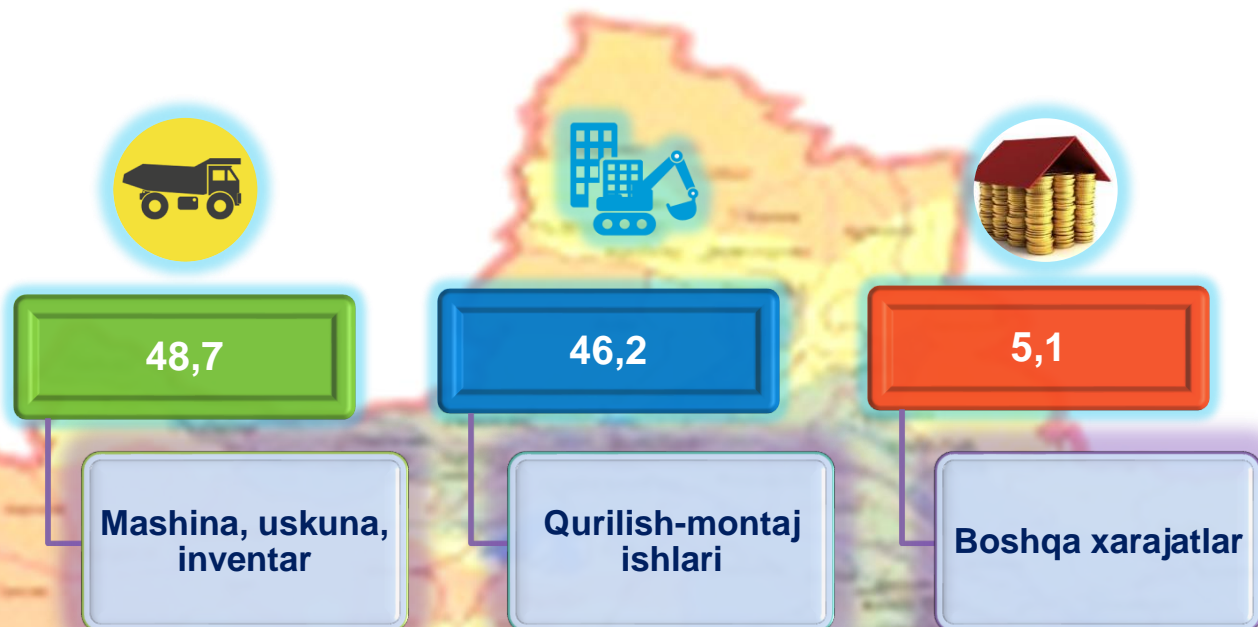 48,7
46,2
5,1
Mashina, uskuna,
inventar
Qurilish-montaj
ishlari
Boshqa xarajatlar